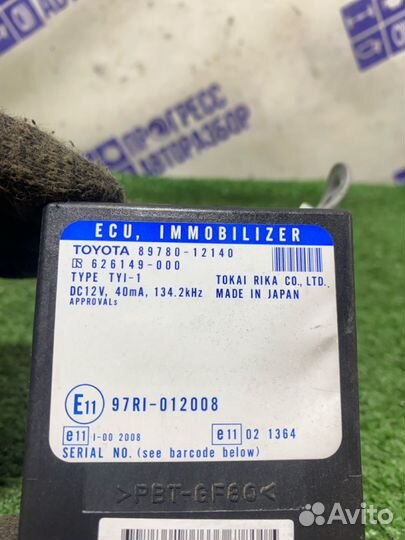 ПРОГРЕСС
АВТОРАЗБОР
ECU, IMMOBILIZER
TOYOTA 89780-12140
626149-000
TYPE TYI-1 TOKAI RIKA CO., LTD.
DC12V, 40mA, 134.2kHz MADE IN JAPAN
APPROVALs
E11 97RI-012008
e11 I-00 2008 e11 02 1364
SERIAL NO. (see barcode below)
>PBT-GF30<
Avito